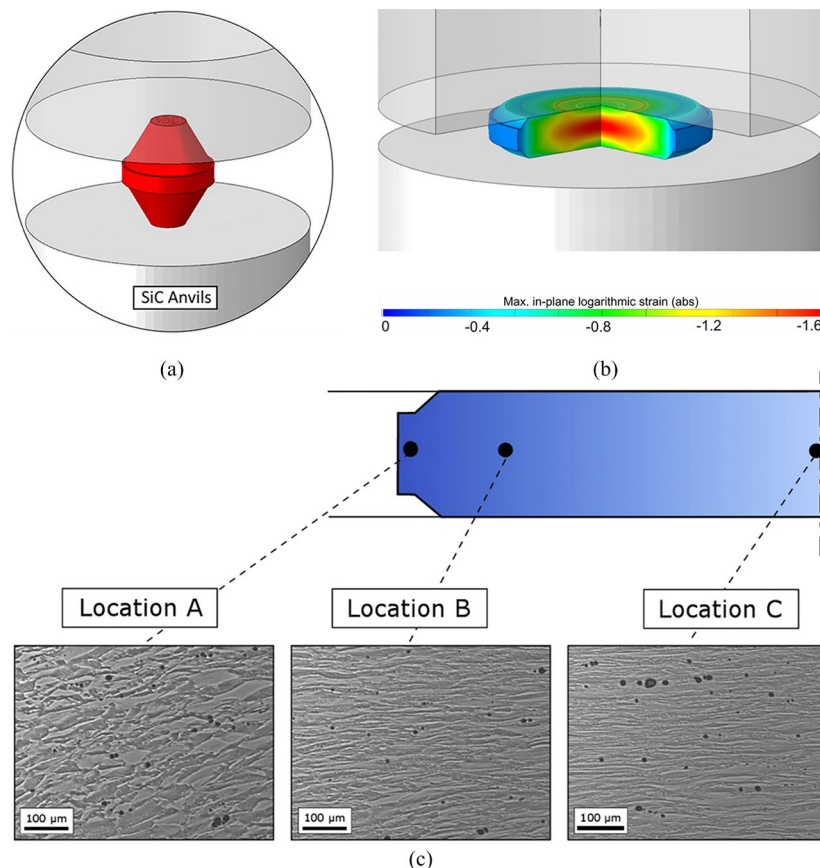 SiC Anvils
Max. in-plane logarithmic strain (abs)
0 -0.4 -0.8 -1.2 -1.6
(a) (b)
Location A Location B Location C
100 µm 100 µm 100 µm
(c)